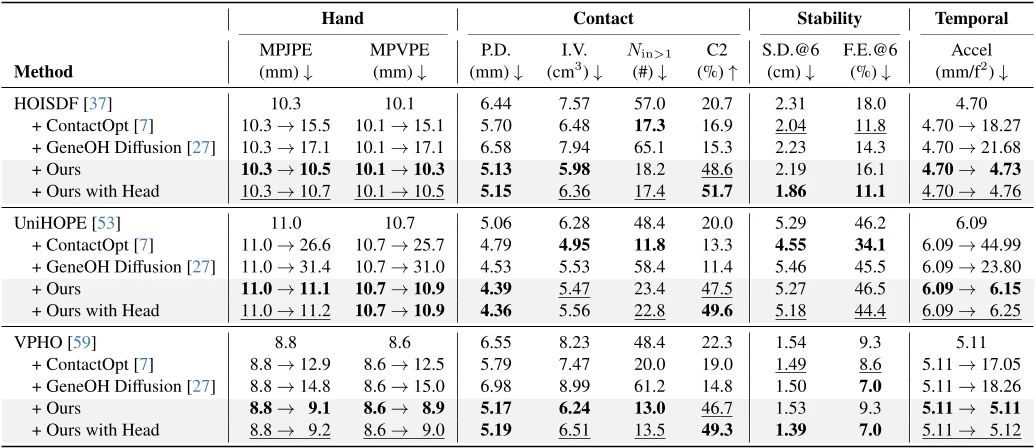 Hand Contact Stability Temporal
MPJPE MPVPE P.D. I.V. N_in>1 C2 S.D.@6 F.E.@6 Accel
Method (mm) ↓ (mm) ↓ (mm) ↓ (cm³) ↓ (#) ↓ (%) ↑ (cm) ↓ (%) ↓ (mm/f²) ↓
HOISDF [37] 10.3 10.1 6.44 7.57 57.0 20.7 2.31 18.0 4.70
+ ContactOpt [7] 10.3 → 15.5 10.1 → 15.1 5.70 6.48 17.3 16.9 2.04 11.8 4.70 → 18.27
+ GeneOH Diffusion [27] 10.3 → 17.1 10.1 → 17.1 6.58 7.94 65.1 15.3 2.23 14.3 4.70 → 21.68
+ Ours 10.3 → 10.5 10.1 → 10.3 5.13 5.98 18.2 48.6 2.19 16.1 4.70 → 4.73
+ Ours with Head 10.3 → 10.7 10.1 → 10.5 5.15 6.36 17.4 51.7 1.86 11.1 4.70 → 4.76
UniHOPE [53] 11.0 10.7 5.06 6.28 48.4 20.0 5.29 46.2 6.09
+ ContactOpt [7] 11.0 → 26.6 10.7 → 25.7 4.79 4.95 11.8 13.3 4.55 34.1 6.09 → 44.99
+ GeneOH Diffusion [27] 11.0 → 31.4 10.7 → 31.0 4.53 5.53 58.4 11.4 5.46 45.5 6.09 → 23.80
+ Ours 11.0 → 11.1 10.7 → 10.9 4.39 5.47 23.4 47.5 5.27 46.5 6.09 → 6.15
+ Ours with Head 11.0 → 11.2 10.7 → 10.9 4.36 5.56 22.8 49.6 5.18 44.4 6.09 → 6.25
VPHO [59] 8.8 8.6 6.55 8.23 48.4 22.3 1.54 9.3 5.11
+ ContactOpt [7] 8.8 → 12.9 8.6 → 12.5 5.79 7.47 20.0 19.0 1.49 8.6 5.11 → 17.05
+ GeneOH Diffusion [27] 8.8 → 14.8 8.6 → 15.0 6.98 8.99 61.2 14.8 1.50 7.0 5.11 → 18.26
+ Ours 8.8 → 9.1 8.6 → 8.9 5.17 6.24 13.0 46.7 1.53 9.3 5.11 → 5.11
+ Ours with Head 8.8 → 9.2 8.6 → 9.0 5.19 6.51 13.5 49.3 1.39 7.0 5.11 → 5.12